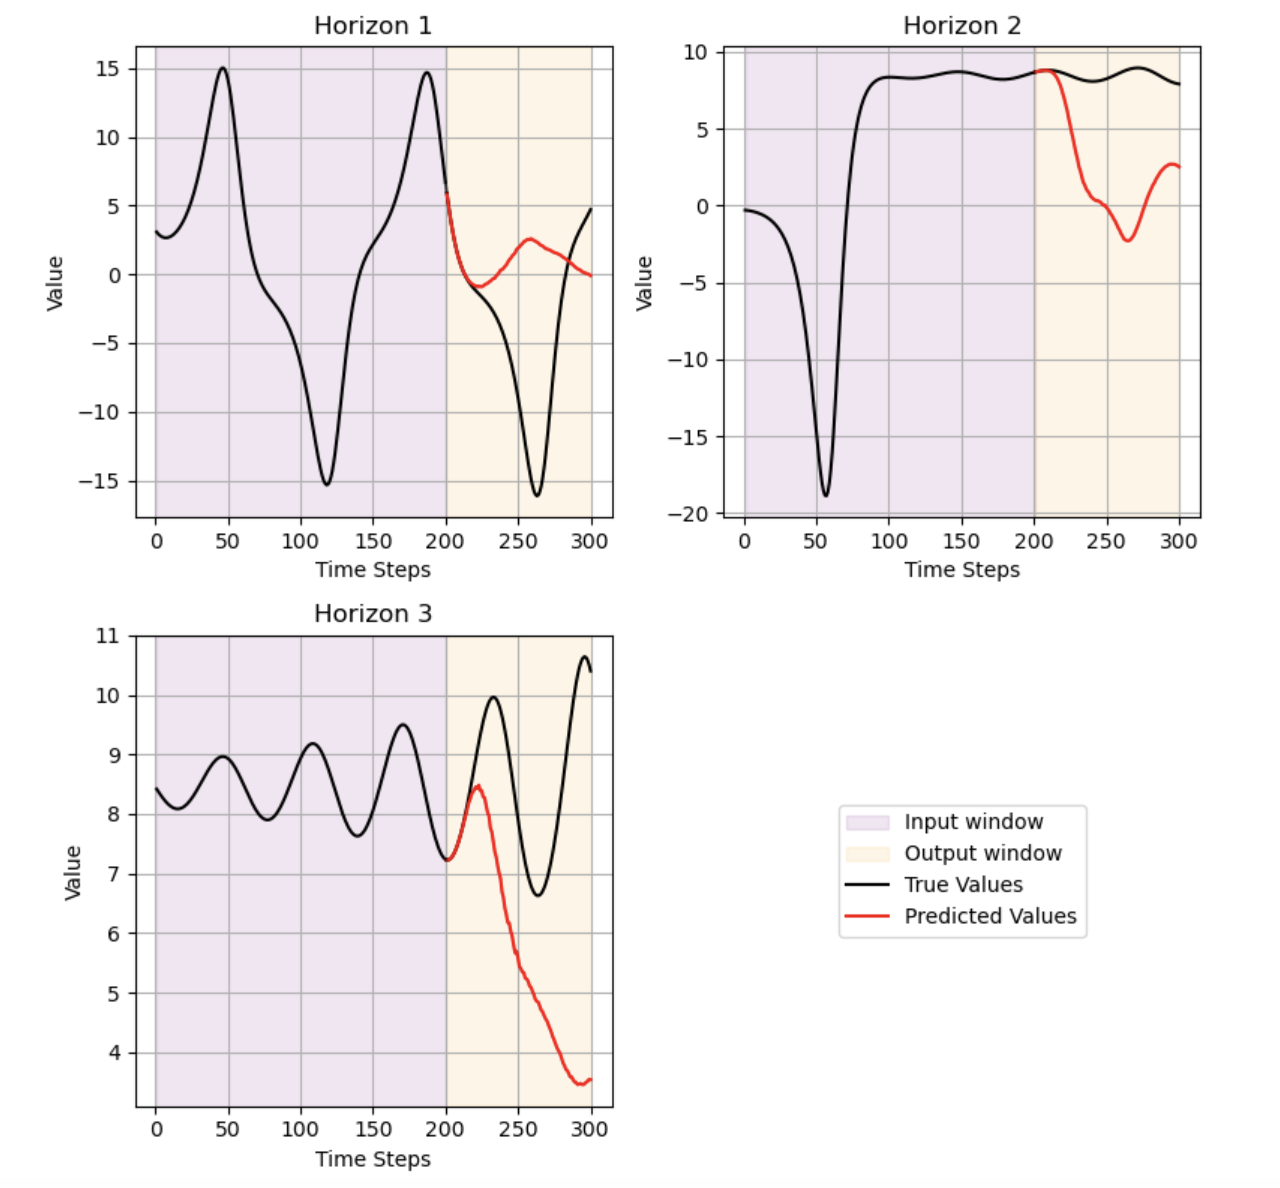 Horizon 1
15
10
5
0
−5
−10
−15
Value
0 50 100 150 200 250 300
Time Steps
Horizon 2
10
5
0
−5
−10
−15
−20
Value
0 50 100 150 200 250 300
Time Steps
Horizon 3
11
10
9
8
7
6
5
4
Value
0 50 100 150 200 250 300
Time Steps
Input window
Output window
True Values
Predicted Values